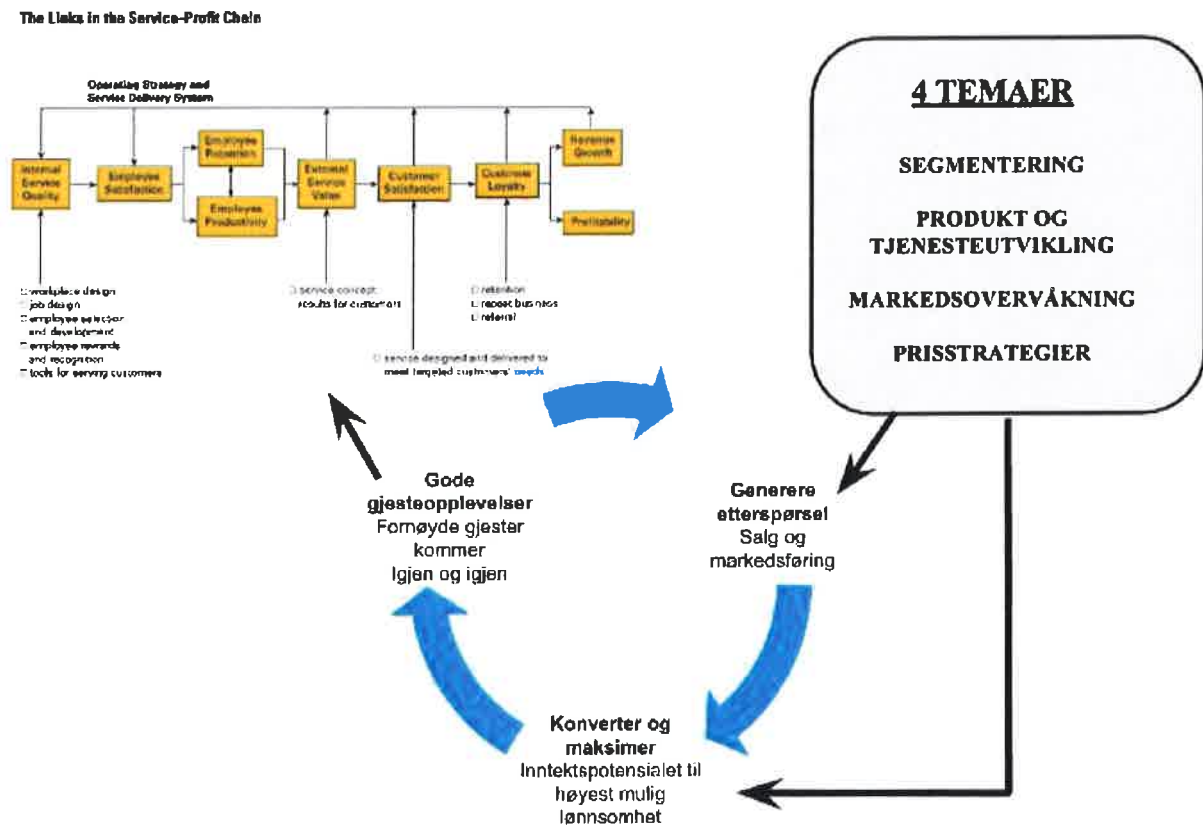 The Links in the Service-Profit Chain
Operating Strategy and
Service Delivery System
Internal
Service
Quality
Employee
Satisfaction
Employee
Retention
Employee
Productivity
External
Service
Value
Customer
Satisfaction
Customer
Loyalty
Revenue
Growth
Profitability
workplace design
job design
employee selection
and development
employee rewards
and recognition
tools for serving customers
service concept:
results for customers
retention
repeat business
referral
service designed and delivered to
meet targeted customers' needs
4 TEMAER
SEGMENTERING
PRODUKT OG
TJENESTEUTVIKLING
MARKEDSOVERVÅKNING
PRISSTRATEGIER
Gode
gjesteopplevelser
Fornøyde gjester
kommer
Igjen og igjen
Generere
etterspørsel
Salg og
markedsføring
Konverter og
maksimer
Inntektspotensialet til
høyest mulig
lønnsomhet